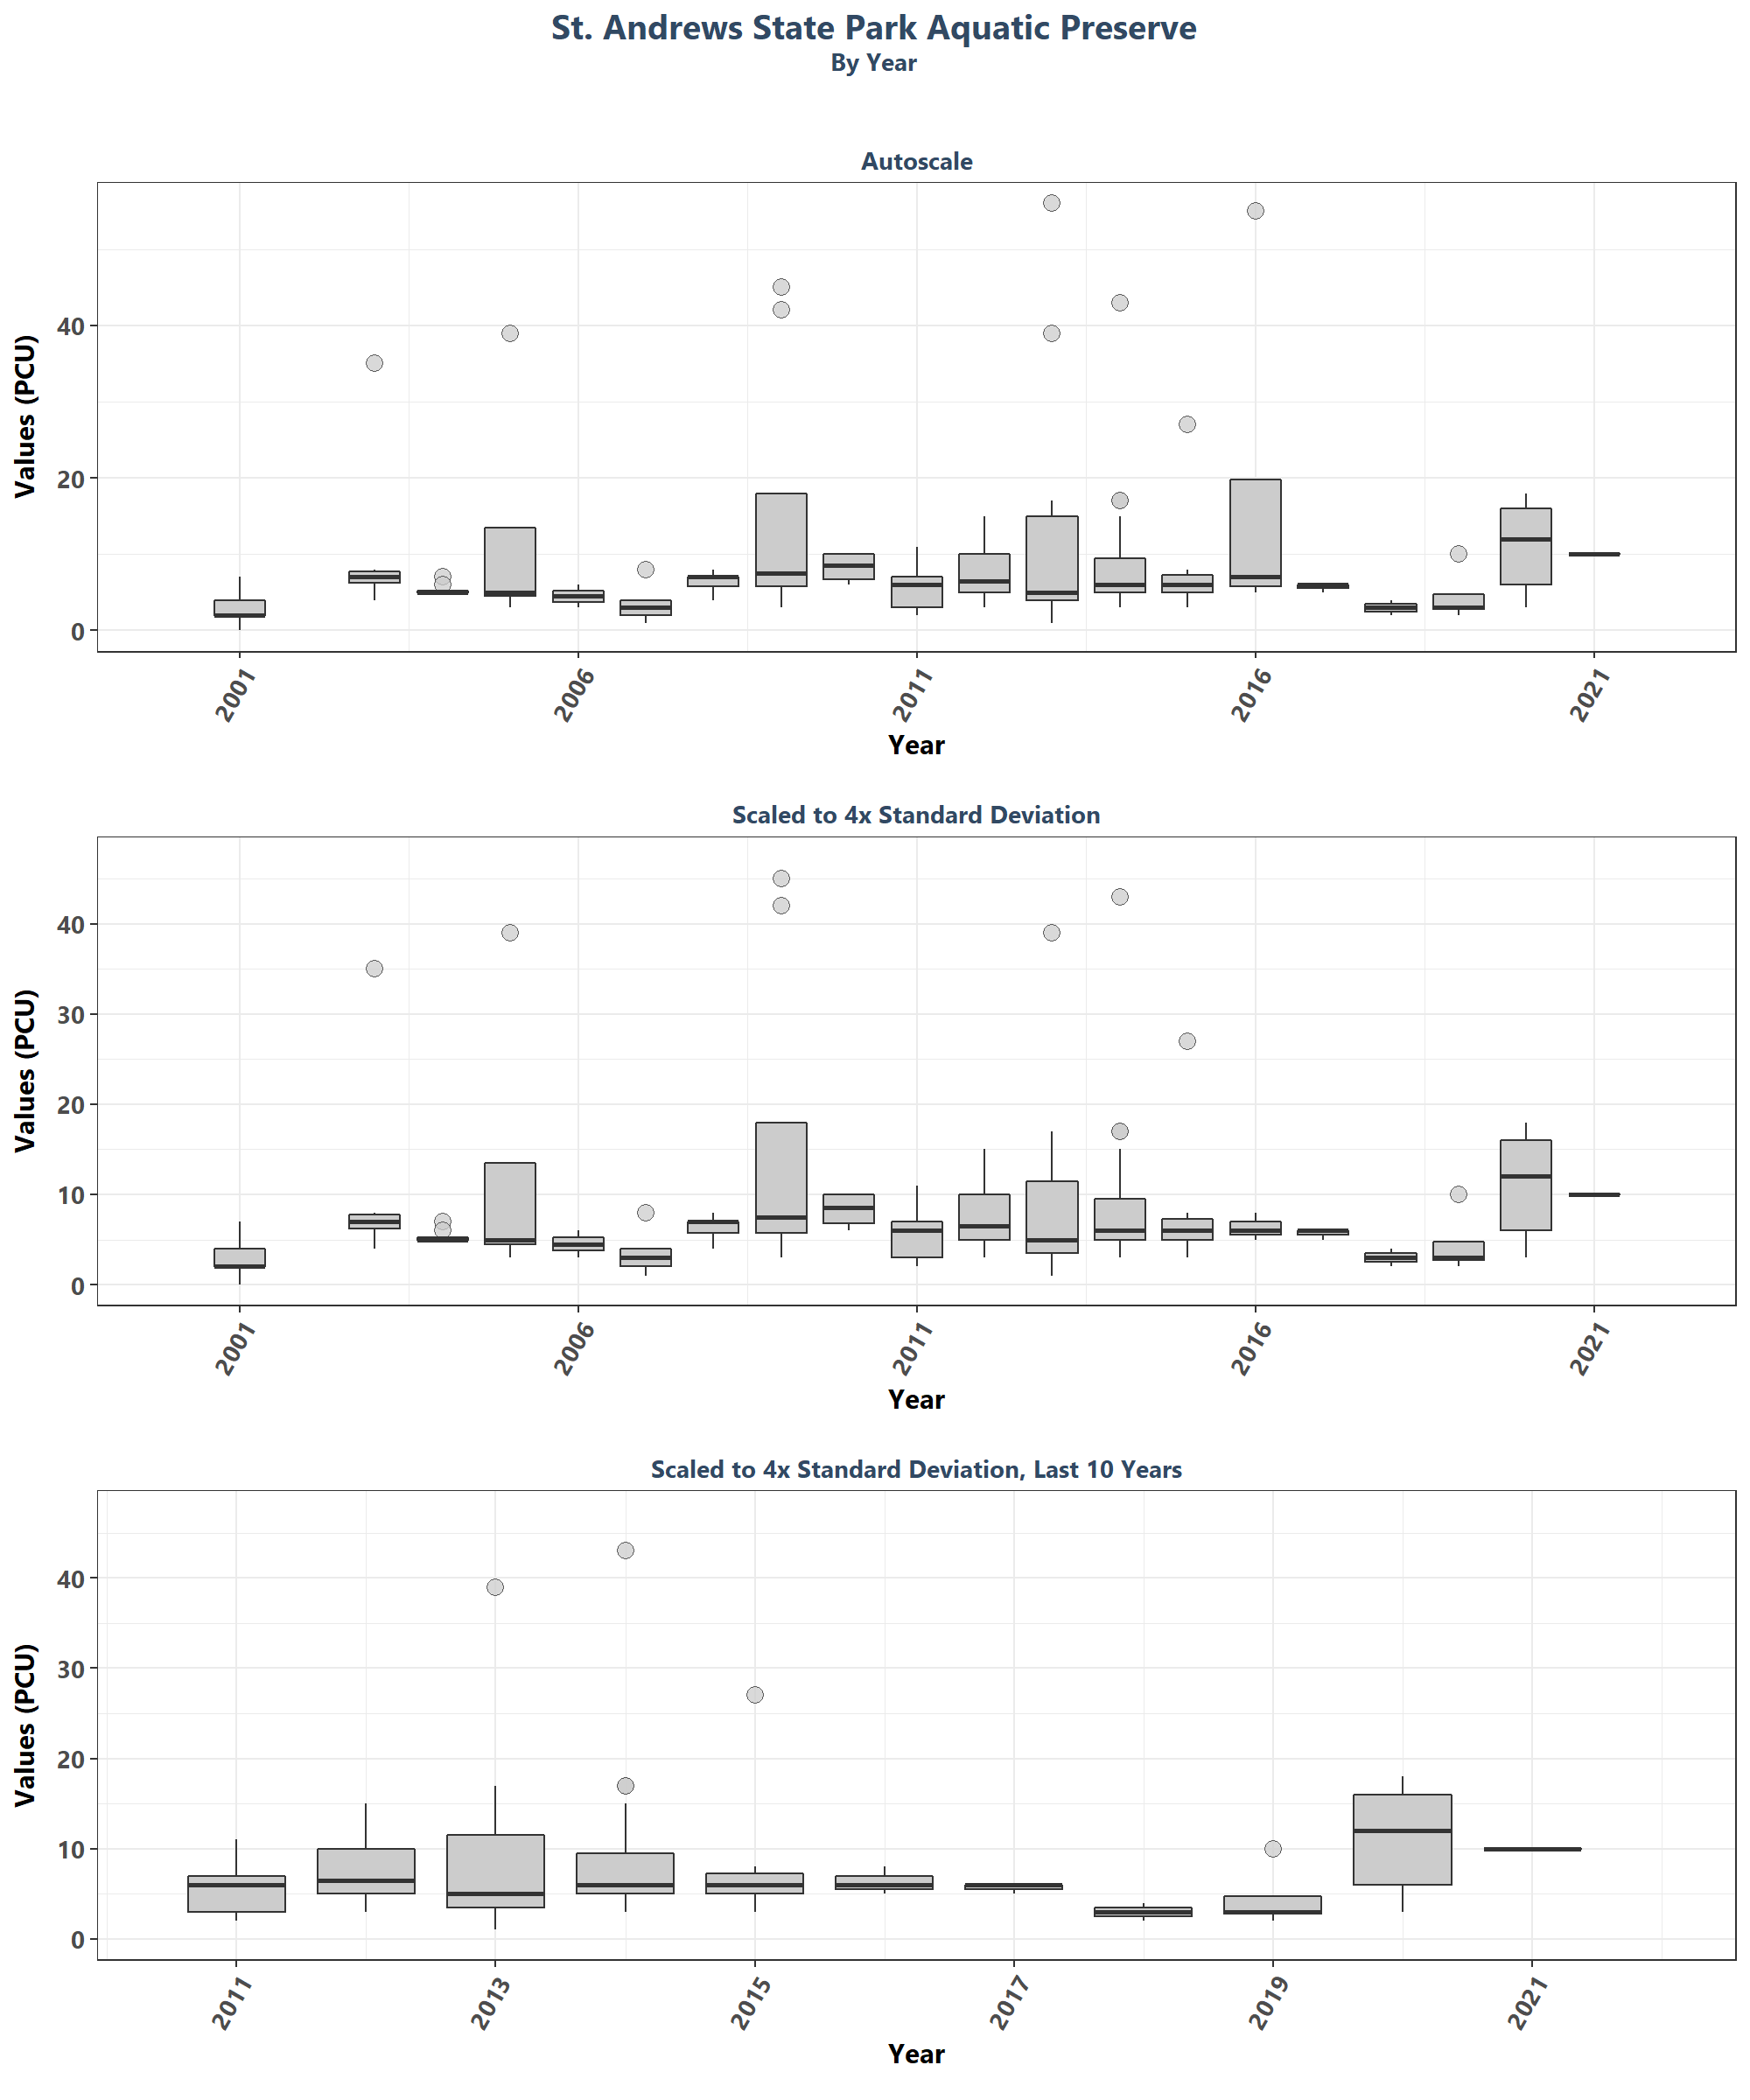 St. Andrews State Park Aquatic Preserve
By Year
Autoscale
Values (PCU)
40
20
0
2001
2006
2011
2016
2021
Year
Scaled to 4x Standard Deviation
Values (PCU)
40
30
20
10
0
2001
2006
2011
2016
2021
Year
Scaled to 4x Standard Deviation, Last 10 Years
Values (PCU)
40
30
20
10
0
2011
2013
2015
2017
2019
2021
Year